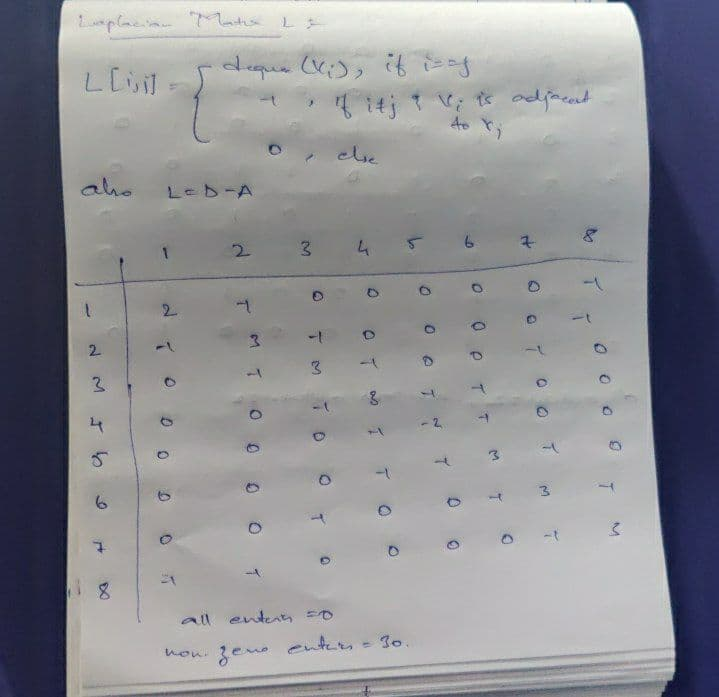 Laplacian Matrix L =
L[i,j] = { degree (Vi), if i==j
-1 , if i≠j & Vi is adjacent
to Vj
0 , else
also L=D-A
1 2 3 4 5 6 7 8
1 2 -1 0 0 0 0 0 -1
2 -1 3 -1 0 0 0 0 -1
3 0 -1 3 -1 0 0 -1 0
4 0 0 -1 3 -1 -1 0 0
5 0 0 0 -1 -2 -1 0 0
6 0 0 0 -1 -1 3 -1 0
7 0 0 -1 0 0 -1 3 -1
8 -1 -1 0 0 0 0 -1 3
all enteries =0
non-zeno enteries = 30.